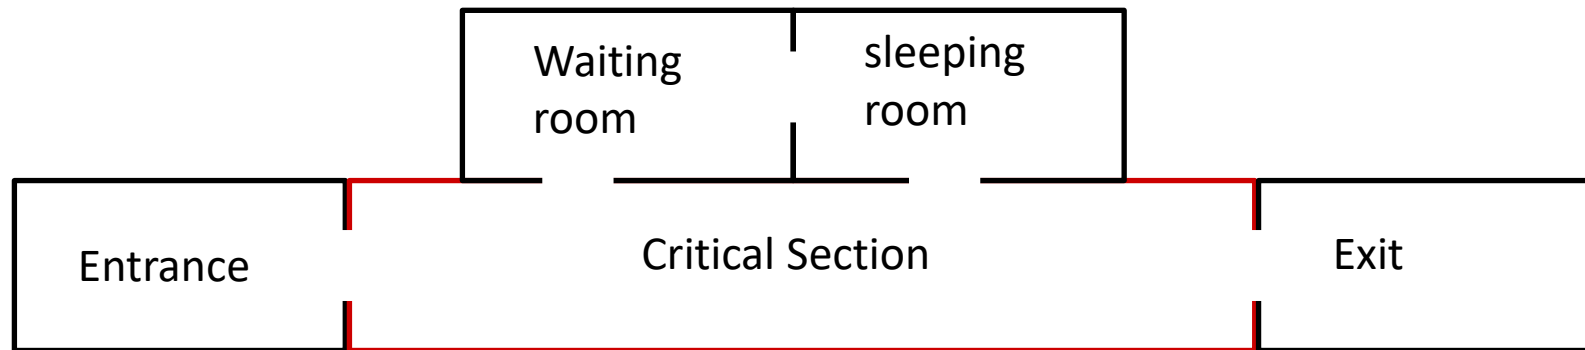 Waiting
room
sleeping
room
Entrance
Critical Section
Exit